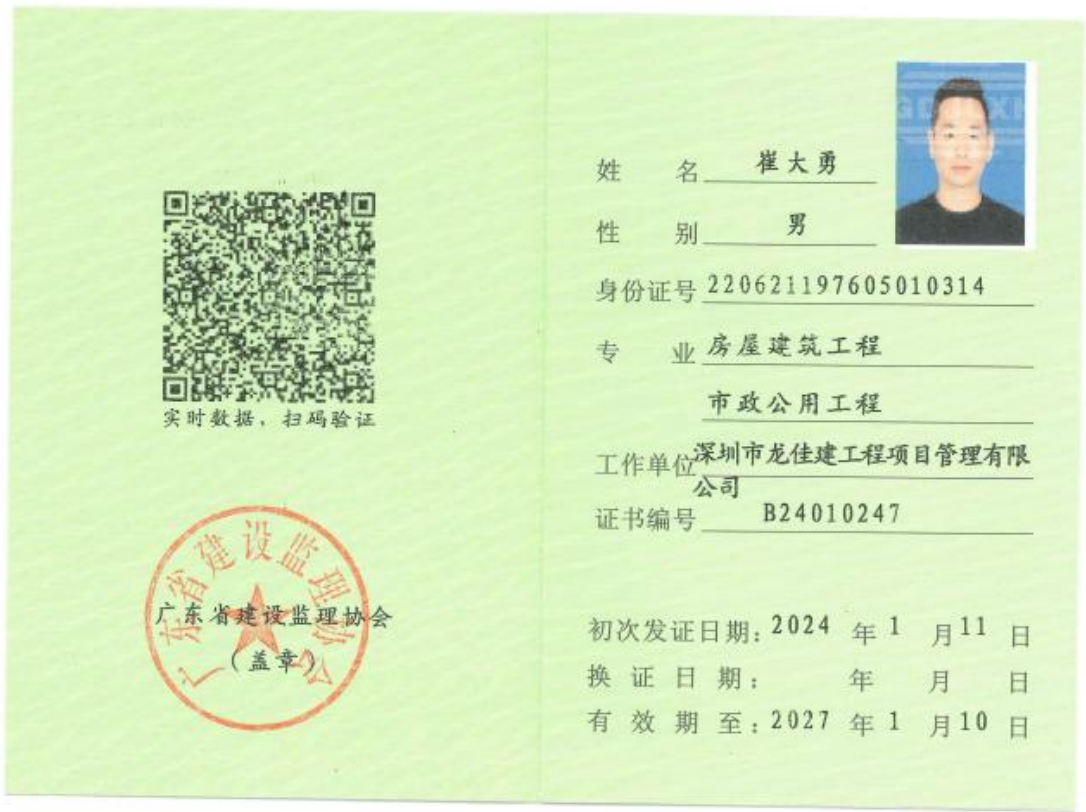 实时数据，扫码验证
广东省建设监理协会
广东省建设监理协会
（盖章）
姓 名 崔大勇
性 别 男
身份证号 220621197605010314
专 业 房屋建筑工程
市政公用工程
工作单位 深圳市龙佳建工程项目管理有限
公司
证书编号 B24010247
初次发证日期：2024 年 1 月 11 日
换 证 日 期： 年 月 日
有 效 期 至：2027 年 1 月 10 日